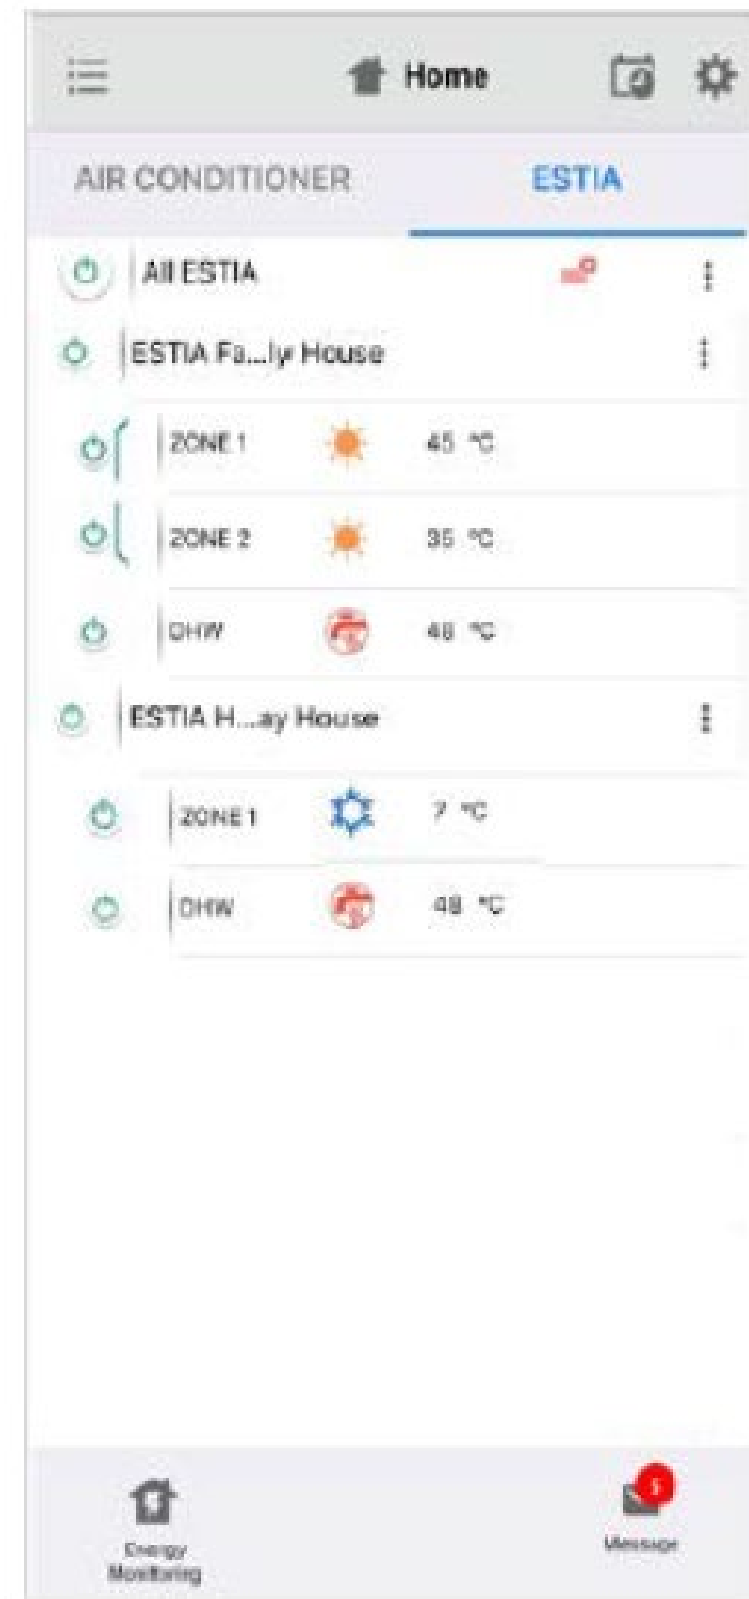 Home
AIR CONDITIONER ESTIA
All ESTIA
ESTIA Fa...ly House
ZONE 1 45 °C
ZONE 2 35 °C
DHW 48 °C
ESTIA H...ay House
ZONE 1 7 °C
DHW 48 °C
5
Energy Message
Monitoring